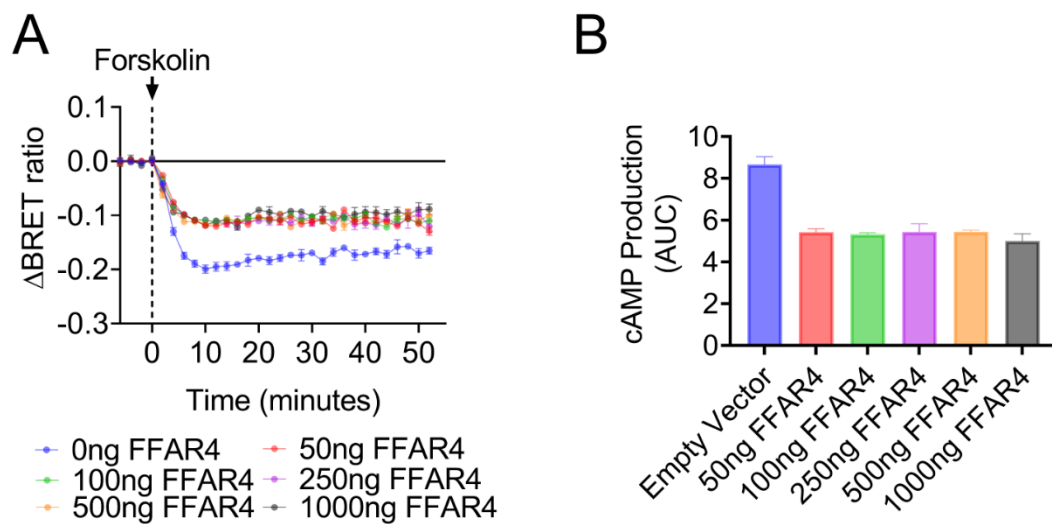 A
Forskolin
0.1
0.0
-0.1
-0.2
-0.3
ΔBRET ratio
0 10 20 30 40 50
Time (minutes)
0ng FFAR4 50ng FFAR4
100ng FFAR4 250ng FFAR4
500ng FFAR4 1000ng FFAR4
B
10
8
6
4
2
0
cAMP Production
(AUC)
Empty Vector
50ng FFAR4
100ng FFAR4
250ng FFAR4
500ng FFAR4
1000ng FFAR4